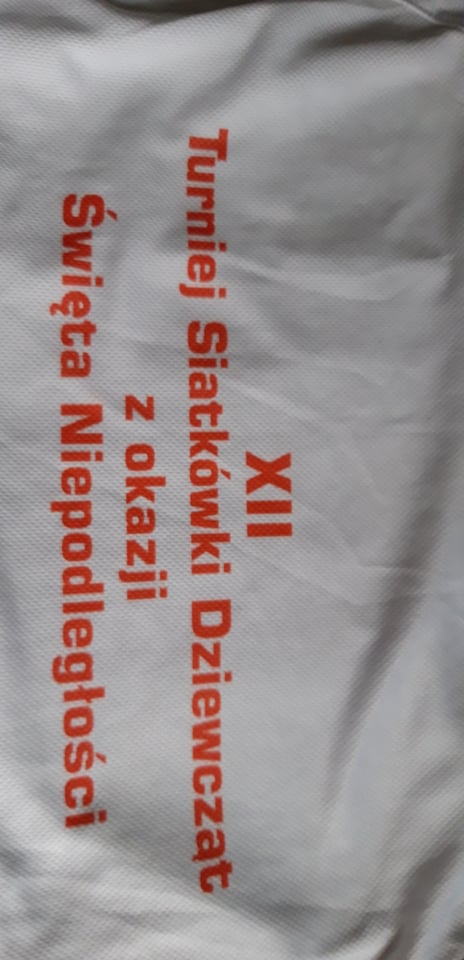 XII
Turniej Siatkówki Dziewcząt
z okazji
Święta Niepodległości